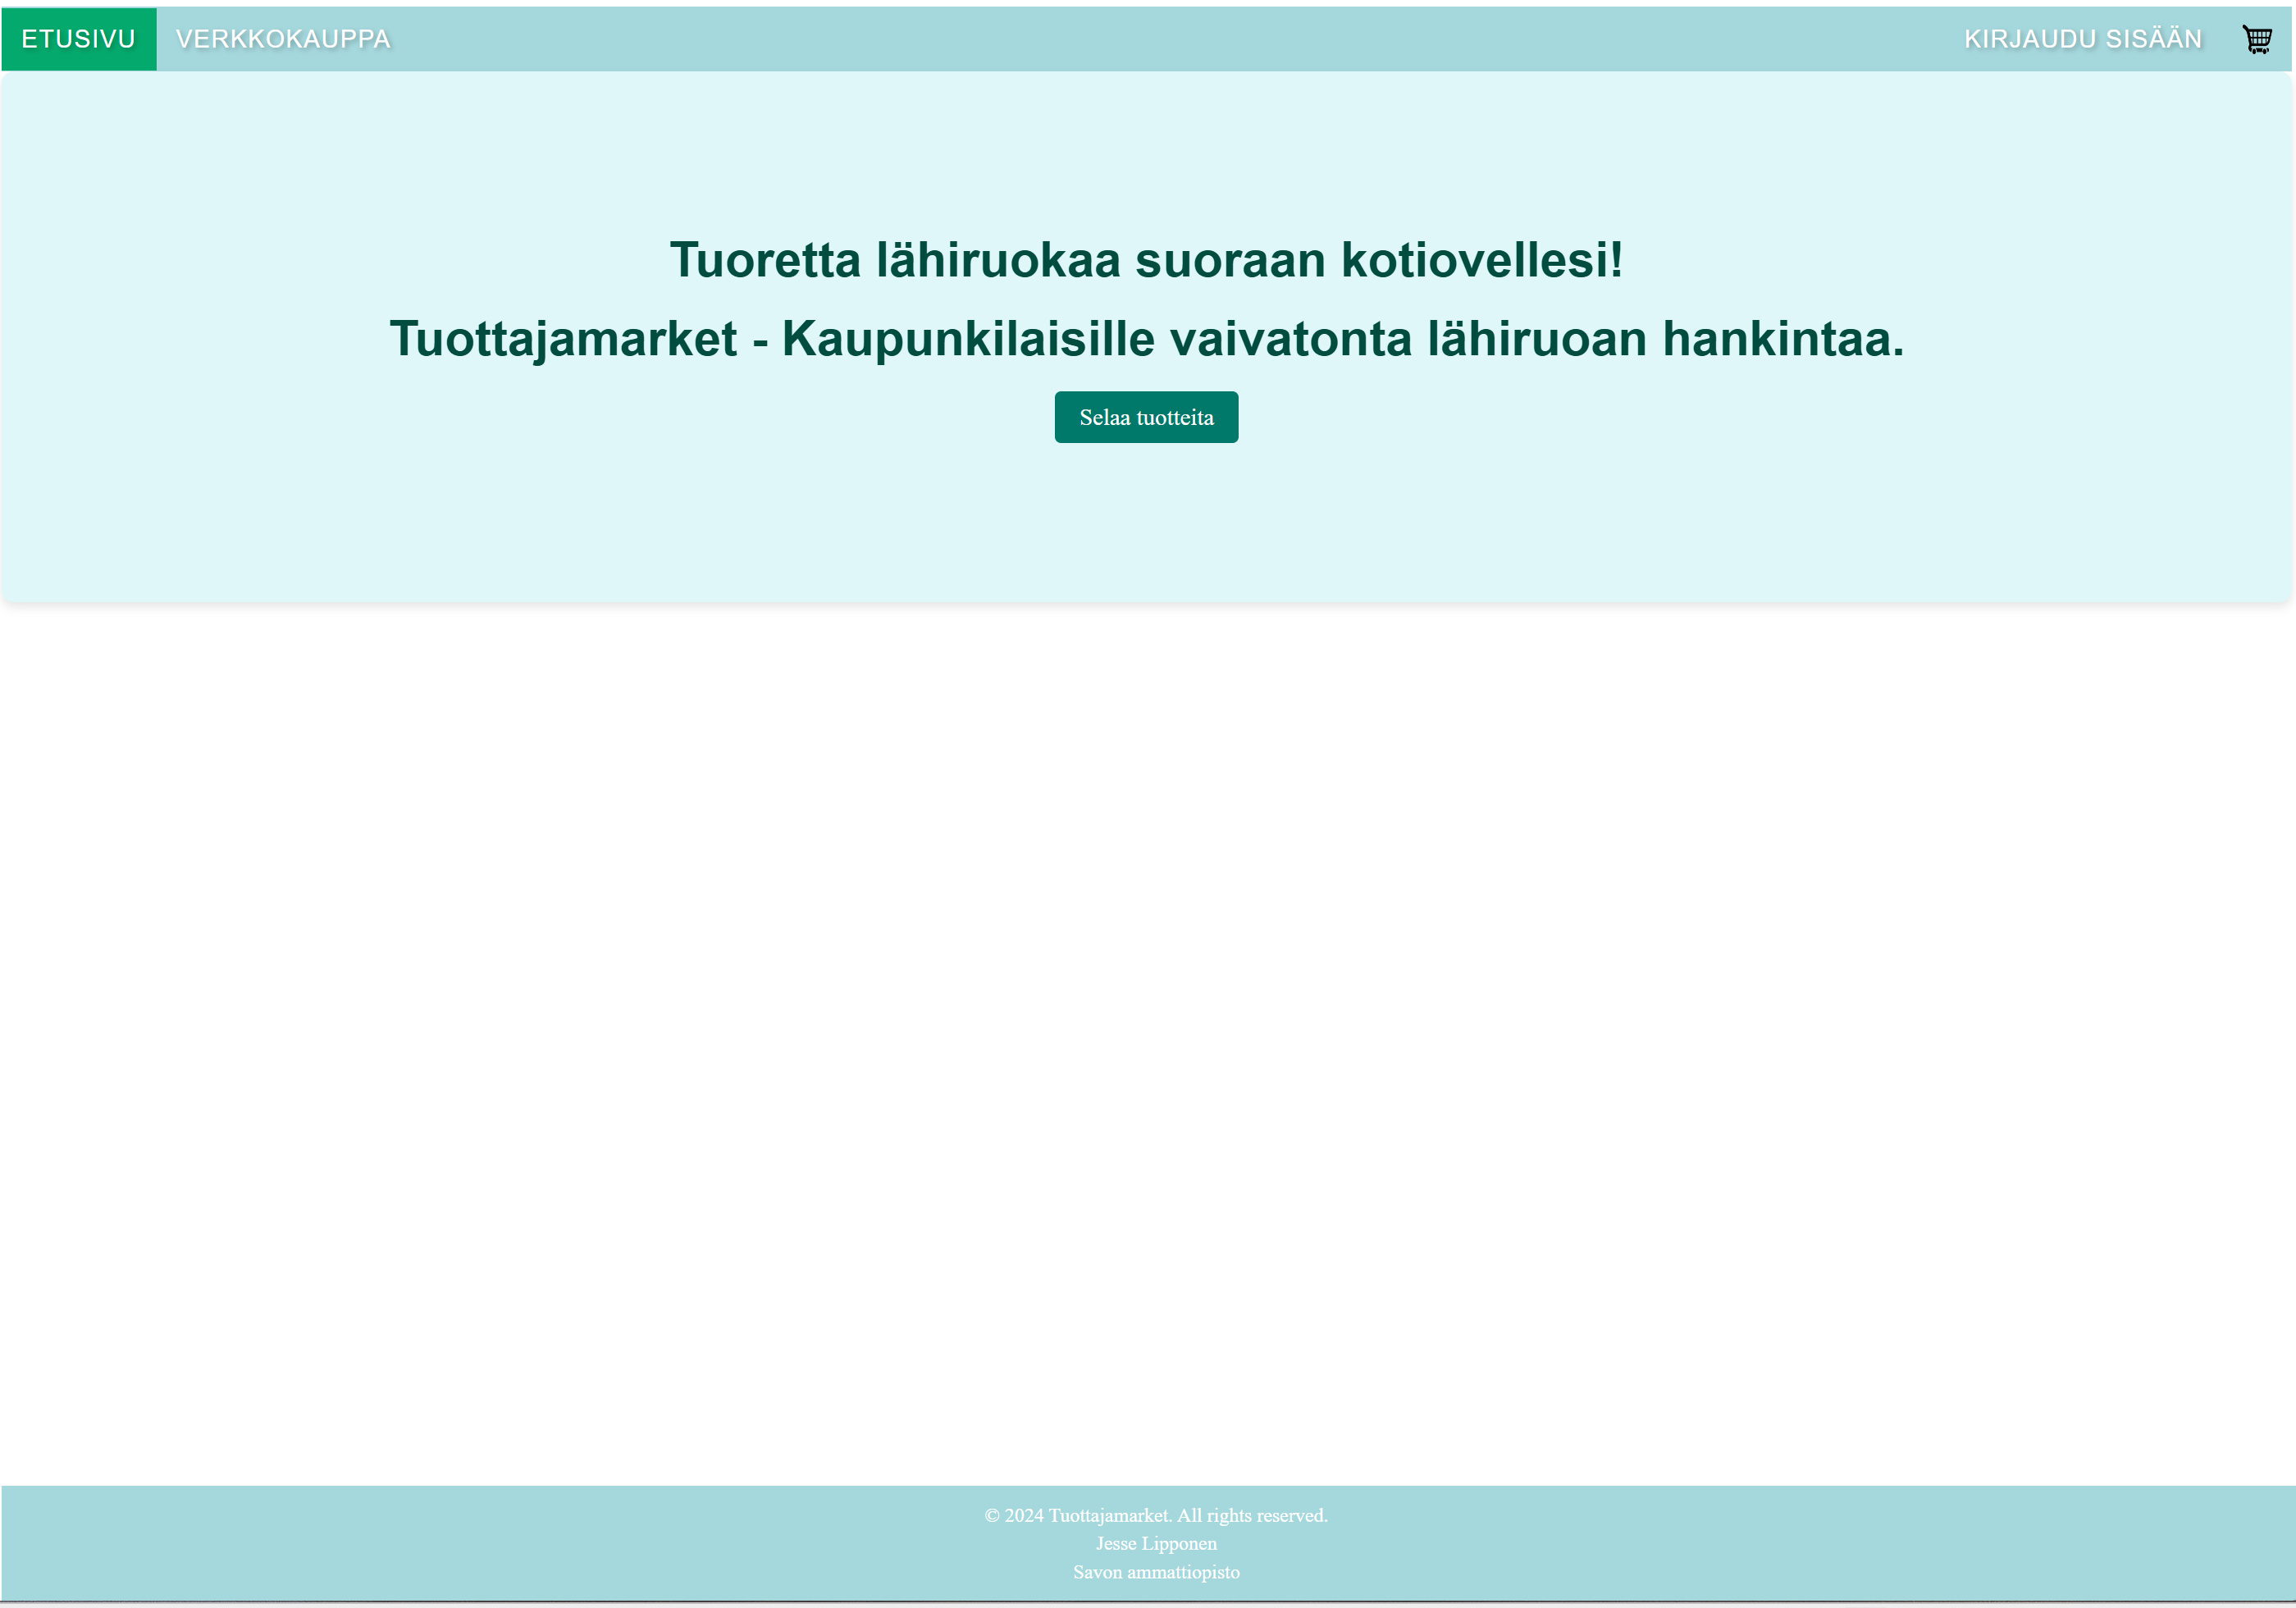 ETUSIVU VERKKOKAUPPA KIRJAUDU SISÄÄN
Tuoretta lähiruokaa suoraan kotiovellesi!
Tuottajamarket - Kaupunkilaisille vaivatonta lähiruoan hankintaa.
Selaa tuotteita
© 2024 Tuottajamarket. All rights reserved.
Jesse Lipponen
Savon ammattiopisto